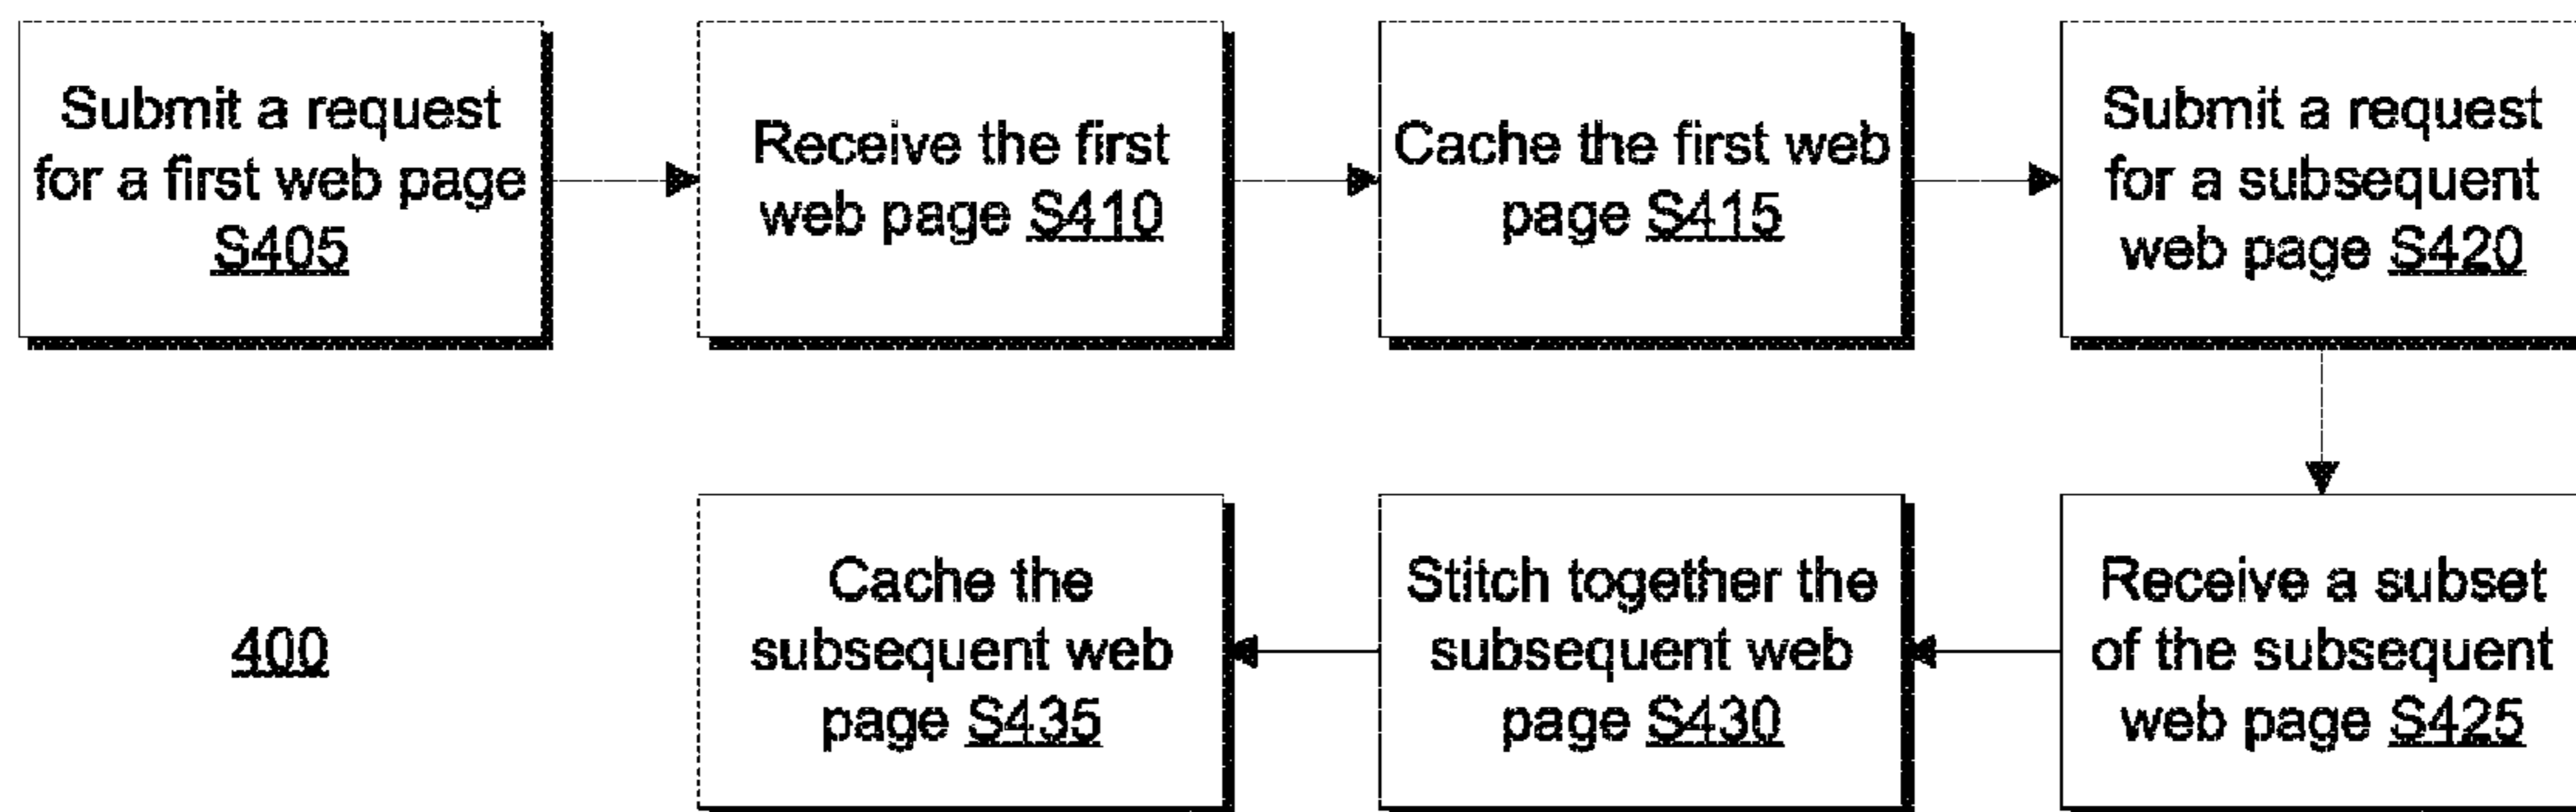 Submit a request
for a first web page
S405
Receive the first
web page S410
Cache the first web
page S415
Submit a request
for a subsequent
web page S420
Receive a subset
of the subsequent
web page S425
Stitch together the
subsequent web
page S430
Cache the
subsequent web
page S435
400